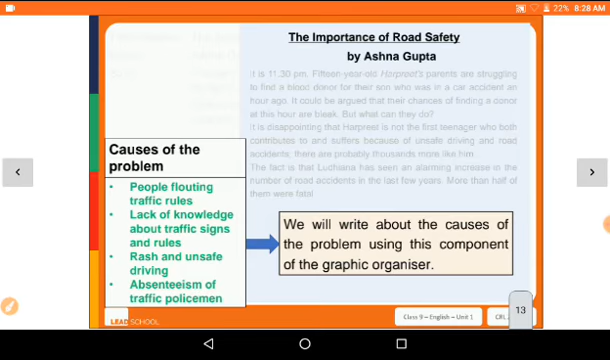 22% 8:28 AM
The Importance of Road Safety
by Ashna Gupta
It is 11.30 pm. Fifteen-year-old Harpreet's parents are struggling
to find a blood donor for their son who was in a car accident an
hour ago. It could be argued that their chances of finding a donor
at this hour are bleak. But what can they do?
It is disappointing that Harpreet is not the first teenager who both
contributes to and suffers because of unsafe driving and road
accidents; there are probably thousands more like him.
The fact is that Ludhiana has seen an alarming increase in the
number of road accidents in the last few years. More than half of
them were fatal
Causes of the
problem
• People flouting
traffic rules
• Lack of knowledge
about traffic signs
and rules
• Rash and unsafe
driving
• Absenteeism of
traffic policemen
We will write about the causes of
the problem using this component
of the graphic organiser.
13
LEAD SCHOOL
Class 9 – English – Unit 1